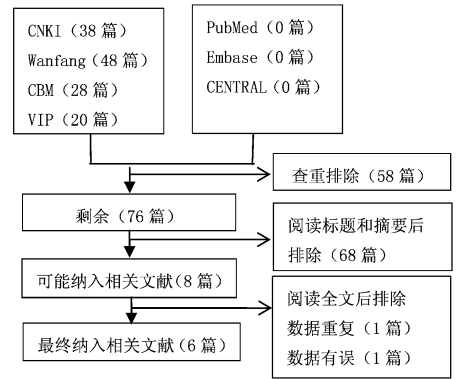 CNKI（38 篇）
Wanfang（48 篇）
CBM（28 篇）
VIP（20 篇）
PubMed（0 篇）
Embase（0 篇）
CENTRAL（0 篇）
查重排除（58 篇）
剩余（76 篇）
阅读标题和摘要后
排除（68 篇）
可能纳入相关文献（8 篇）
阅读全文后排除
数据重复（1 篇）
数据有误（1 篇）
最终纳入相关文献（6 篇）